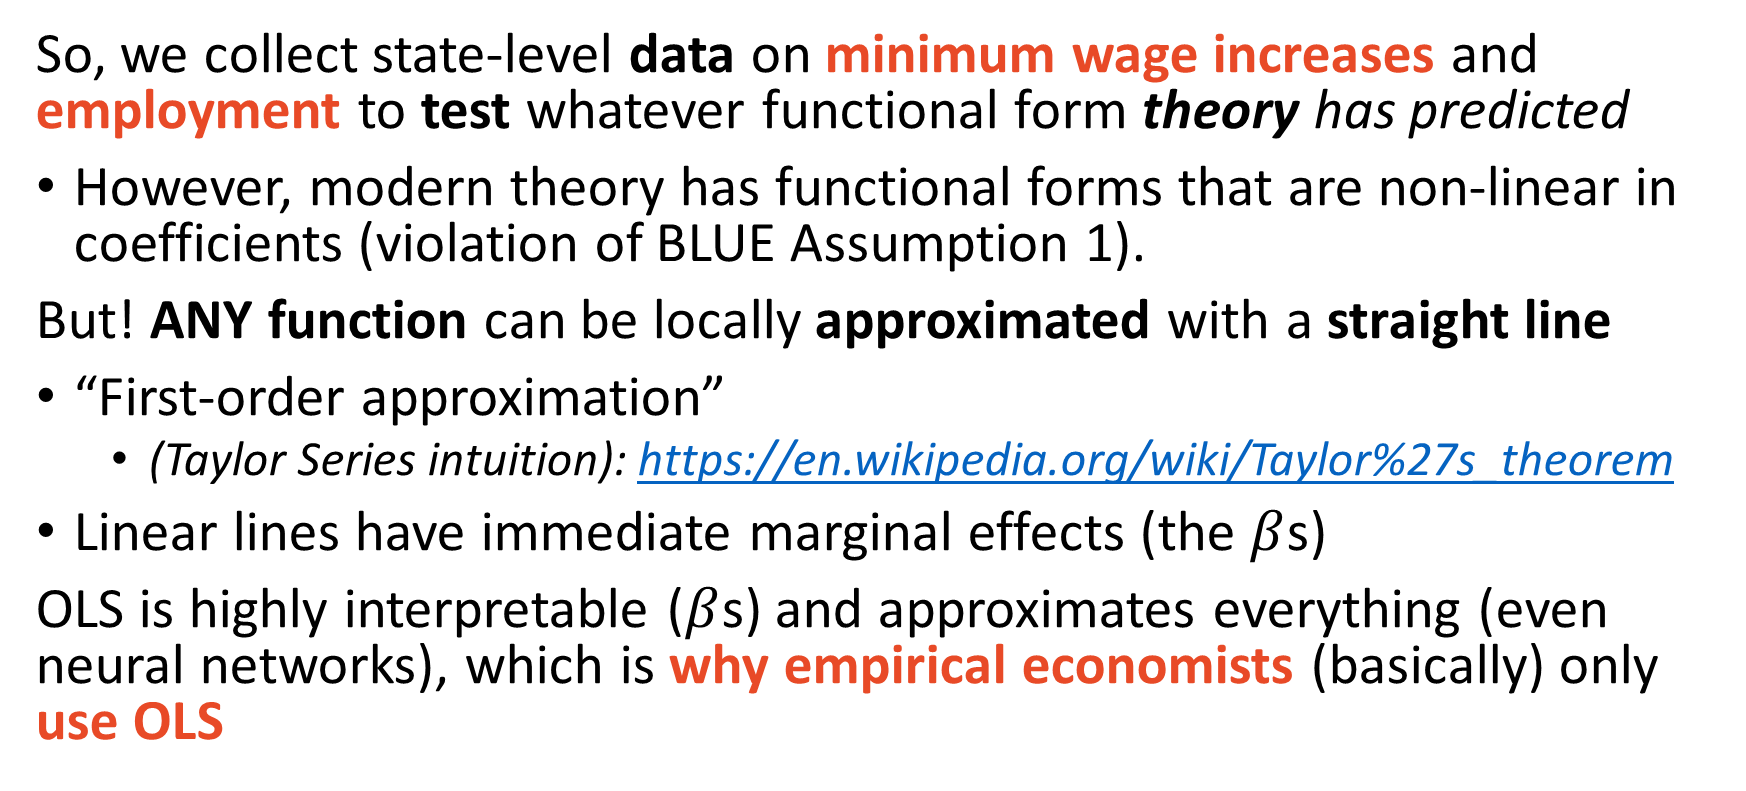 So, we collect state-level data on minimum wage increases and
employment to test whatever functional form theory has predicted
• However, modern theory has functional forms that are non-linear in
coefficients (violation of BLUE Assumption 1).
But! ANY function can be locally approximated with a straight line
• “First-order approximation”
• (Taylor Series intuition): https://en.wikipedia.org/wiki/Taylor%27s_theorem
• Linear lines have immediate marginal effects (the βs)
OLS is highly interpretable (βs) and approximates everything (even
neural networks), which is why empirical economists (basically) only
use OLS